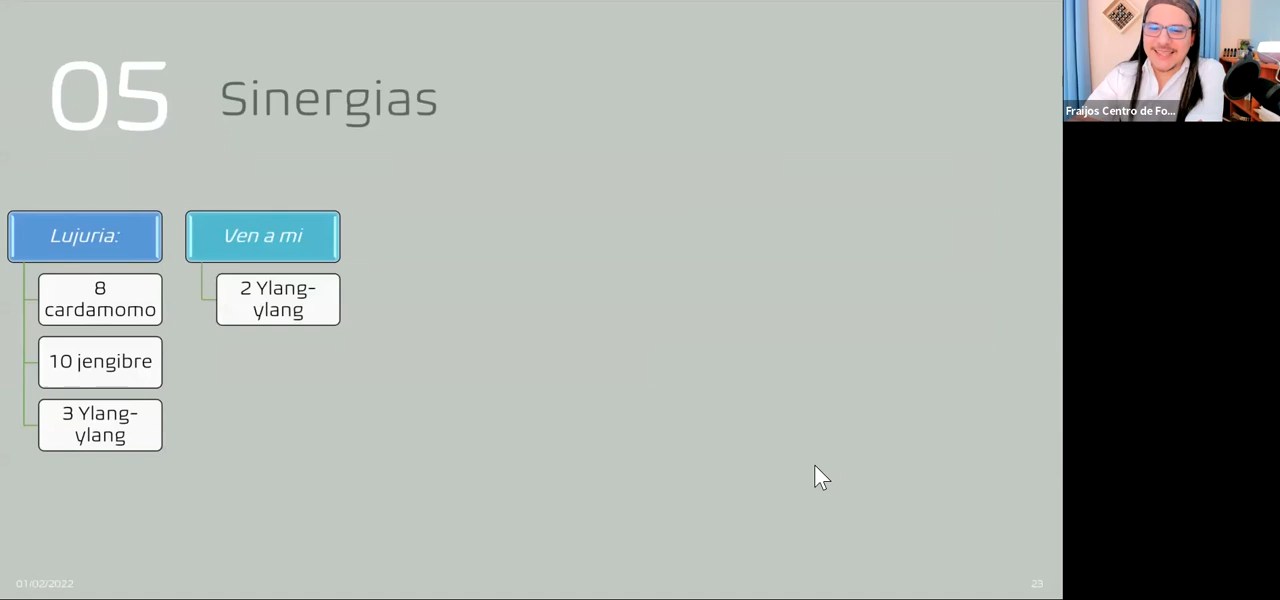 05 Sinergias
Lujuria:
8
cardamomo
10 jengibre
3 Ylang-
ylang
Ven a mi
2 Ylang-
ylang
01/02/2022
23
Fraijos Centro de Fo...